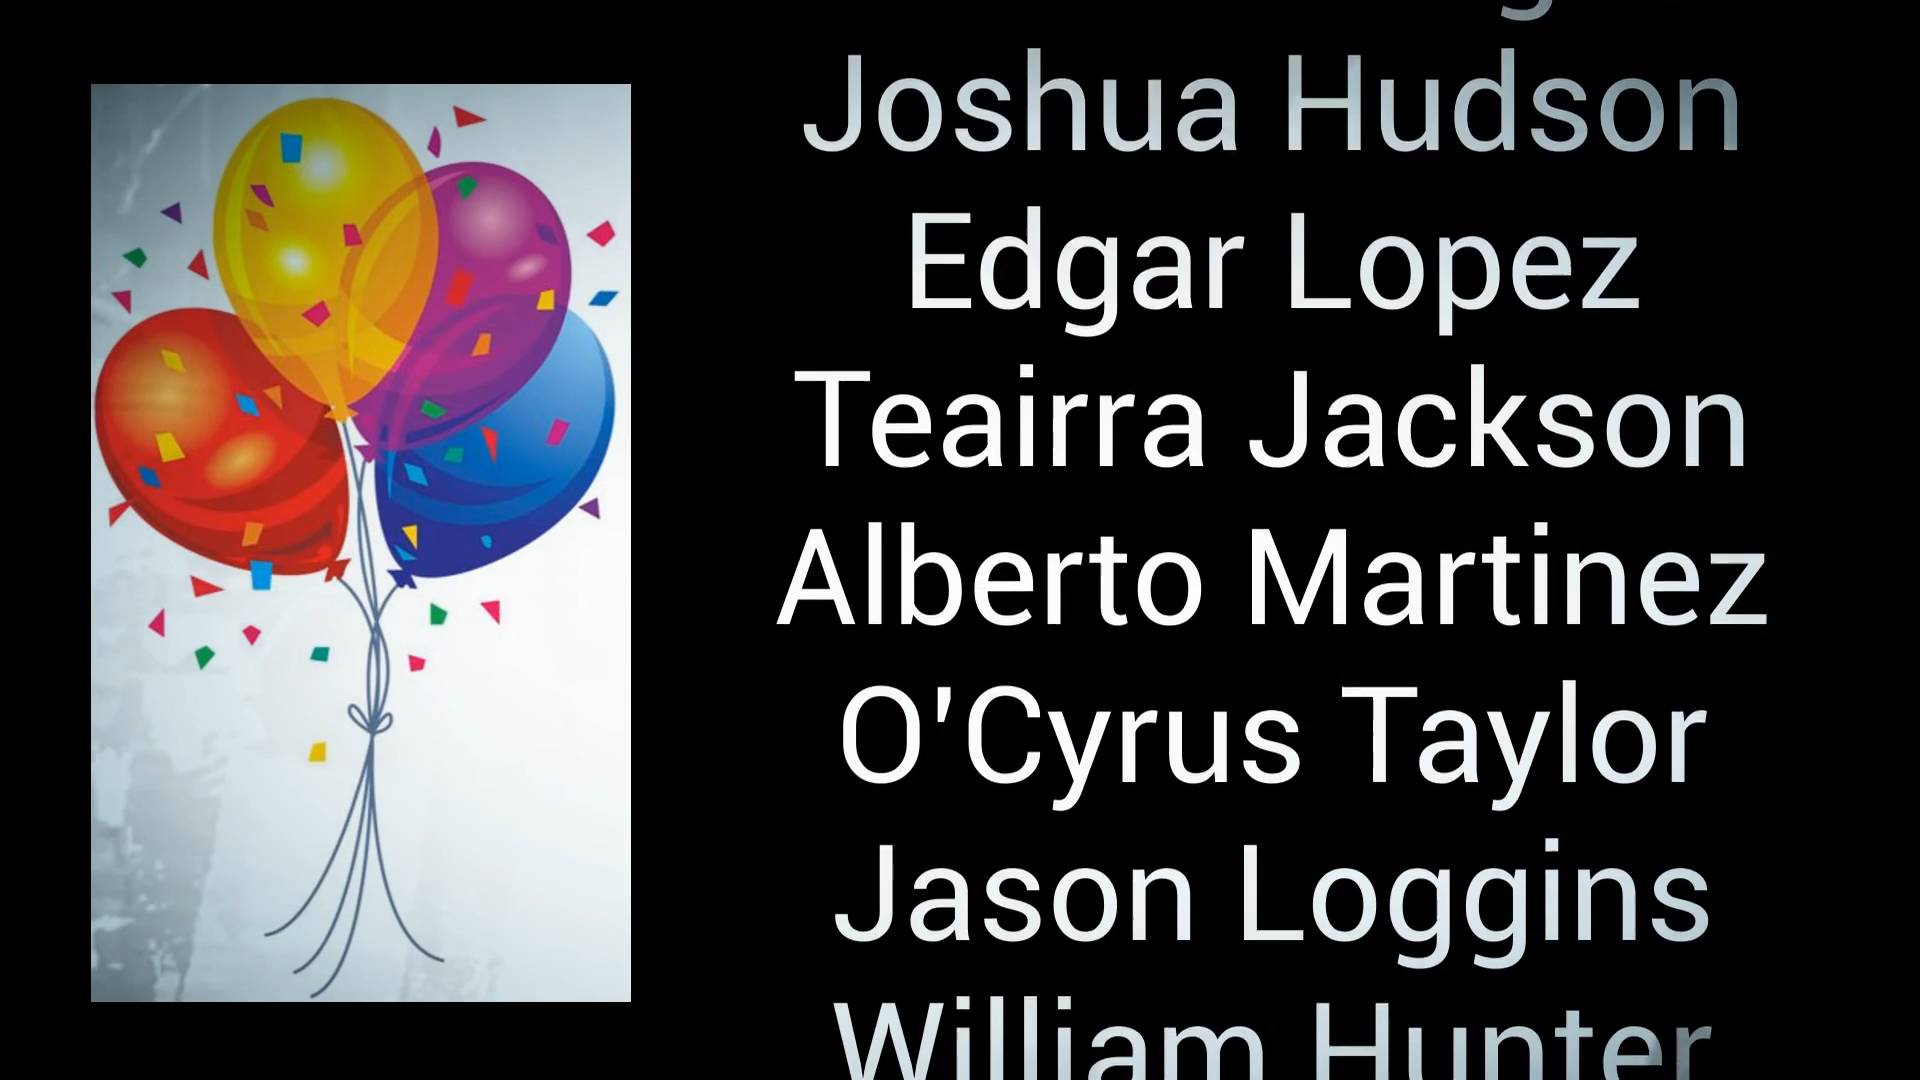 Joshua Hudson
Edgar Lopez
Teairra Jackson
Alberto Martinez
O'Cyrus Taylor
Jason Loggins
William Hunter